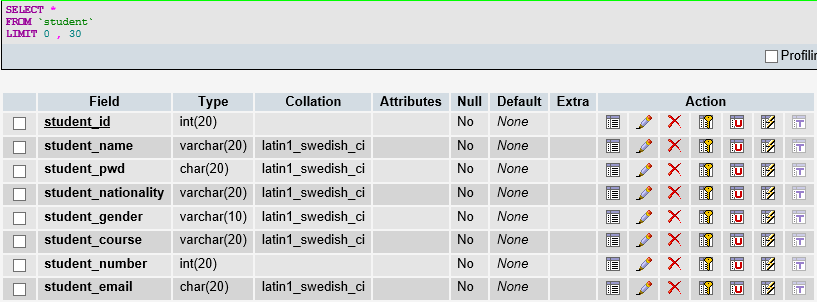 SELECT *
FROM `student`
LIMIT 0 , 30
Profilin
Field Type Collation Attributes Null Default Extra Action
student_id int(20) No None
student_name varchar(20) latin1_swedish_ci No None
student_pwd char(20) latin1_swedish_ci No None
student_nationality varchar(20) latin1_swedish_ci No None
student_gender varchar(10) latin1_swedish_ci No None
student_course varchar(20) latin1_swedish_ci No None
student_number int(20) No None
student_email char(20) latin1_swedish_ci No None